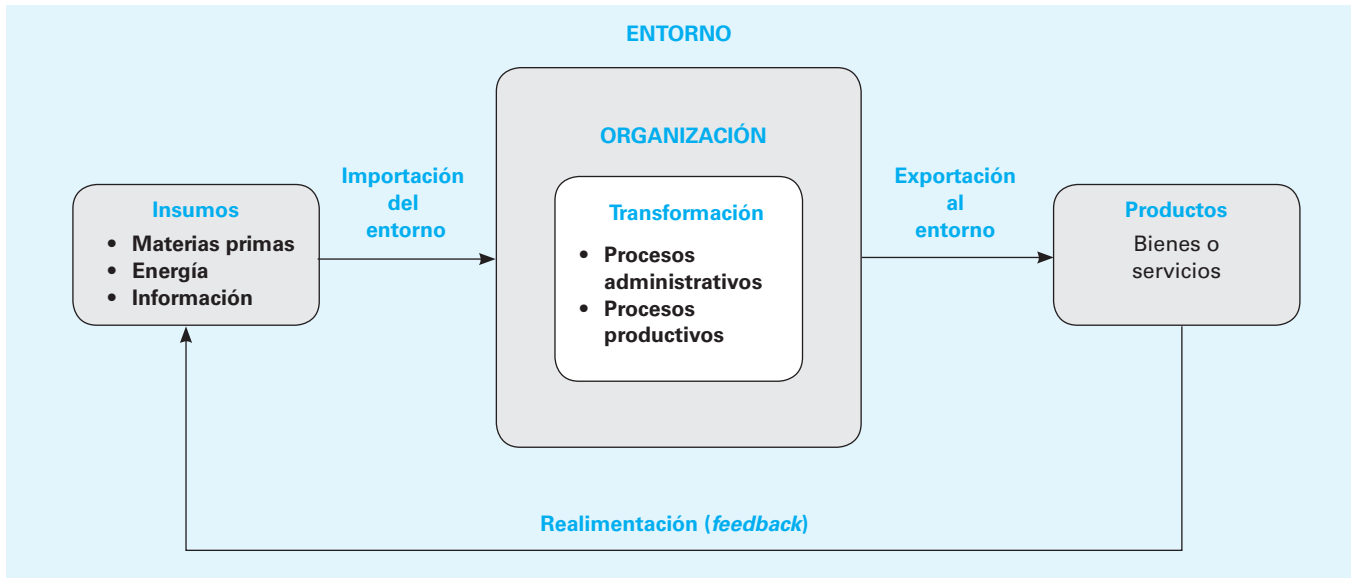 ENTORNO
ORGANIZACIÓN
Importación
del
entorno
Exportación
al
entorno
Insumos
• Materias primas
• Energía
• Información
Transformación
• Procesos
administrativos
• Procesos
productivos
Productos
Bienes o
servicios
Realimentación (feedback)